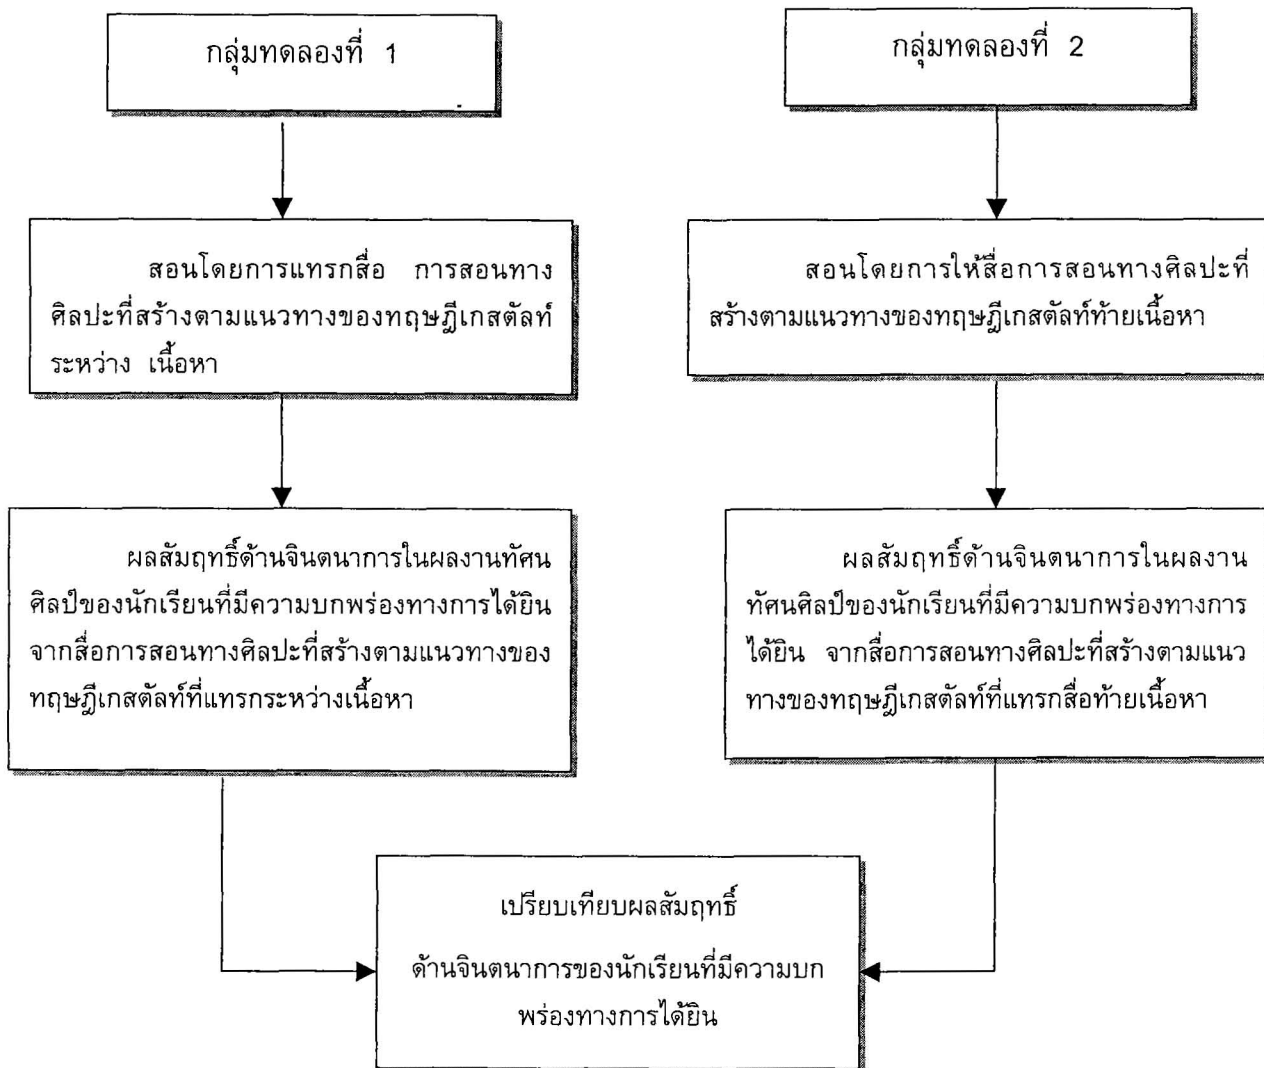 กลุ่มทดลองที่ 1
กลุ่มทดลองที่ 2
สอนโดยการแทรกสื่อ การสอนทาง
ศิลปะที่สร้างตามแนวทางของทฤษฎีเกสตัลท์
ระหว่าง เนื้อหา
สอนโดยการให้สื่อการสอนทางศิลปะที่
สร้างตามแนวทางของทฤษฎีเกสตัลท์ท้ายเนื้อหา
ผลสัมฤทธิ์ด้านจินตนาการในผลงานทัศน
ศิลป์ของนักเรียนที่มีความบกพร่องทางการได้ยิน
จากสื่อการสอนทางศิลปะที่สร้างตามแนวทางของ
ทฤษฎีเกสตัลท์ที่แทรกระหว่างเนื้อหา
ผลสัมฤทธิ์ด้านจินตนาการในผลงาน
ทัศนศิลป์ของนักเรียนที่มีความบกพร่องทางการ
ได้ยิน จากสื่อการสอนทางศิลปะที่สร้างตามแนว
ทางของทฤษฎีเกสตัลท์ที่แทรกสื่อท้ายเนื้อหา
เปรียบเทียบผลสัมฤทธิ์
ด้านจินตนาการของนักเรียนที่มีความบก
พร่องทางการได้ยิน